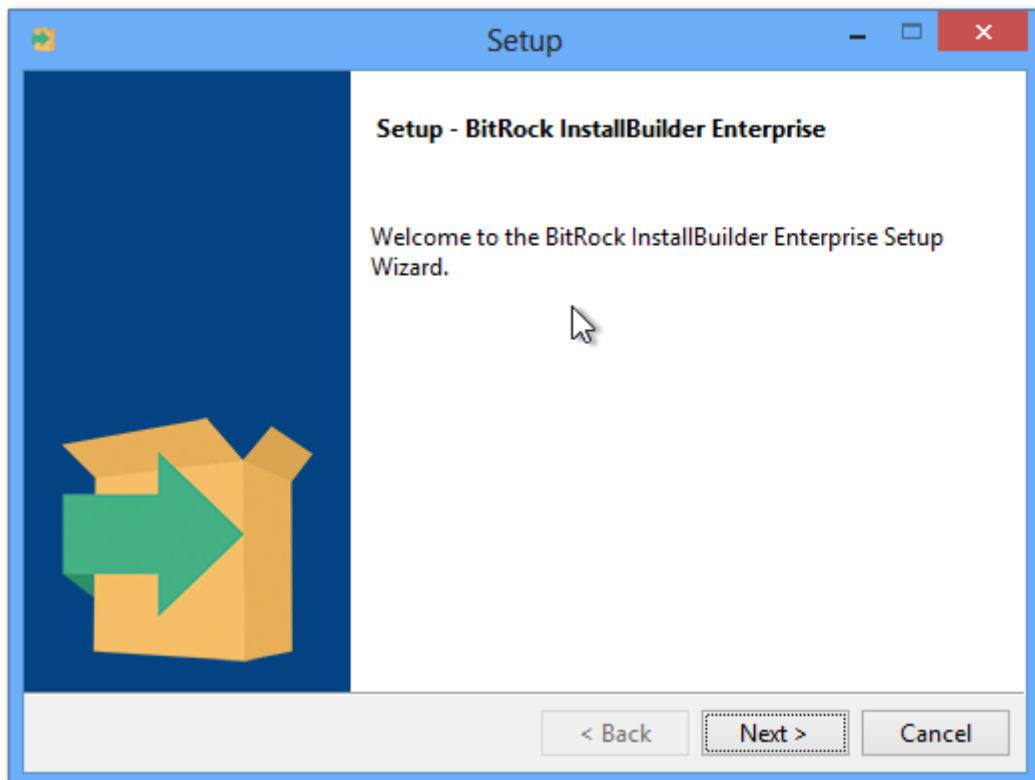 Setup
Setup - BitRock InstallBuilder Enterprise
Welcome to the BitRock InstallBuilder Enterprise Setup
Wizard.
< Back
Next >
Cancel